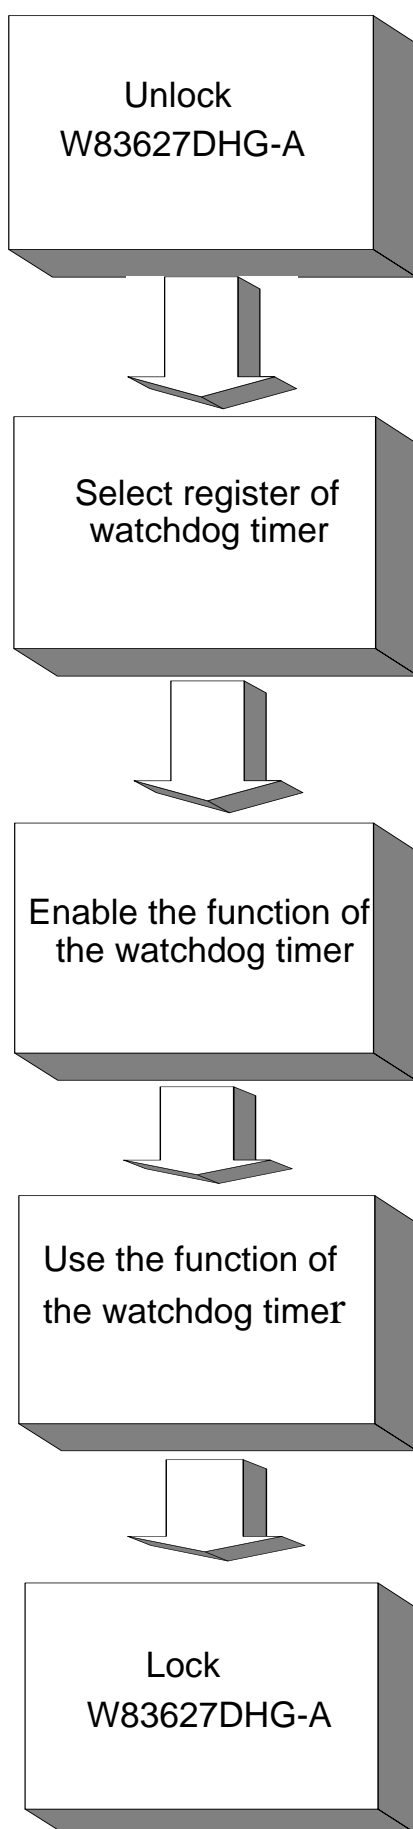 Unlock
W83627DHG-A
Select register of
watchdog timer
Enable the function of
the watchdog timer
Use the function of
the watchdog timer
Lock
W83627DHG-A